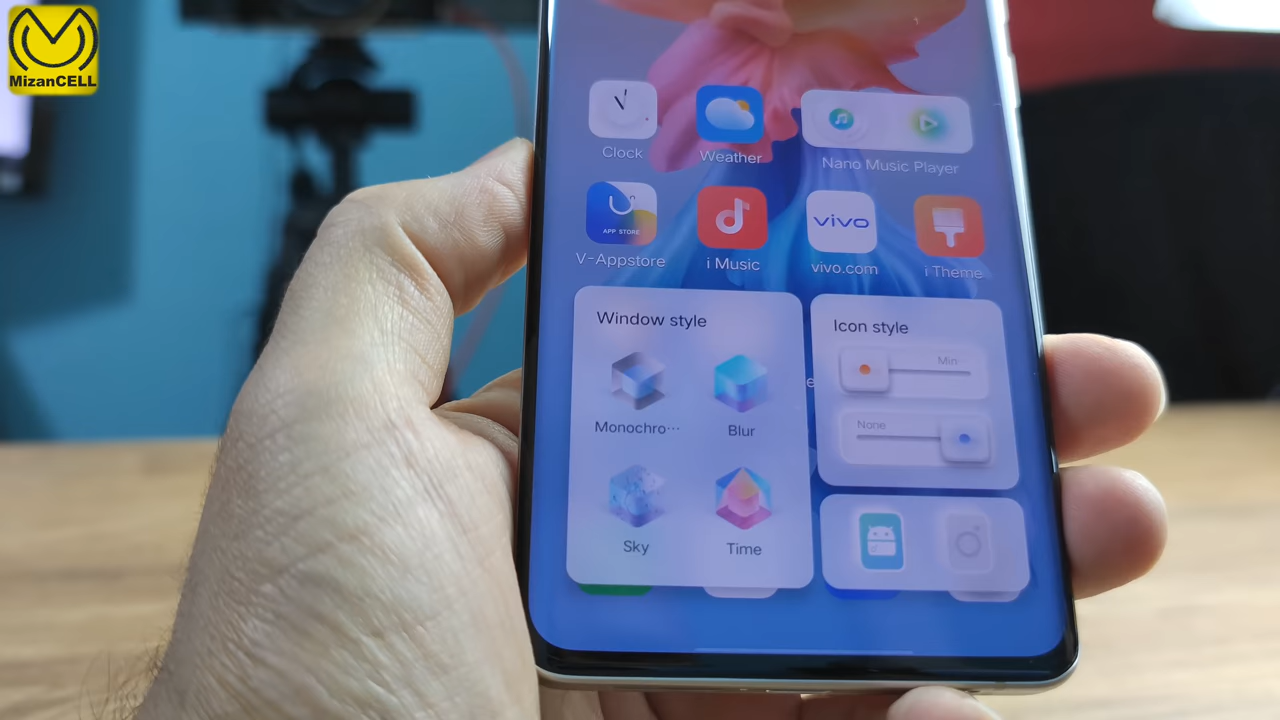 MizanCELL
Clock
Weather
Nano Music Player
APP STORE
V-Appstore
i Music
vivo
vivo.com
i Theme
Window style
Monochro···
Blur
Sky
Time
Icon style
Min···
None
e